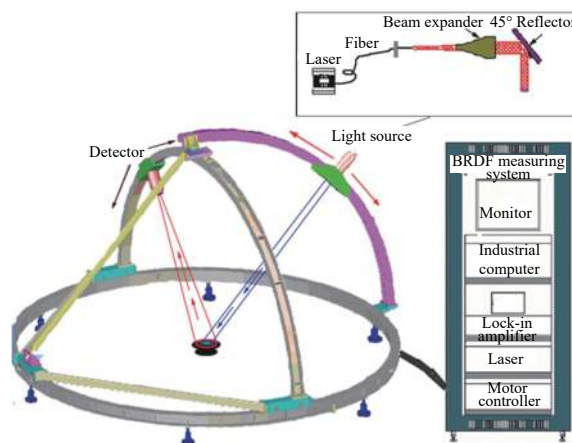 Beam expander 45° Reflector
Fiber
Laser
Light source
Detector
BRDF measuring
system
Monitor
Industrial
computer
Lock-in
amplifier
Laser
Motor
controller